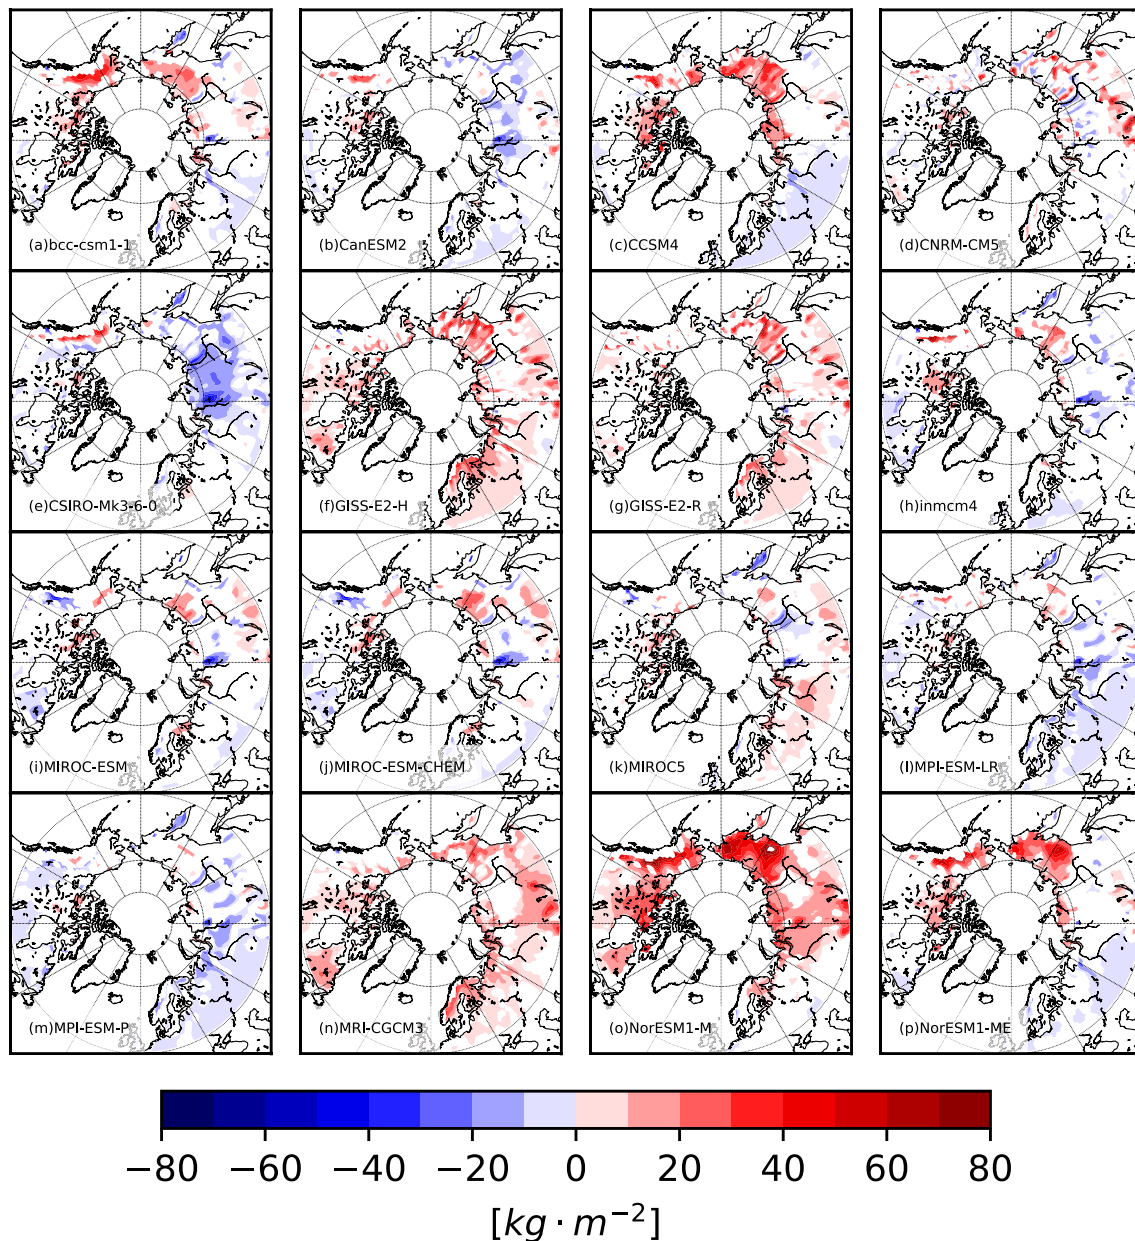 (a)bcc-csm1-1
(b)CanESM2
(c)CCSM4
(d)CNRM-CM5
(e)CSIRO-Mk3-6-0
(f)GISS-E2-H
(g)GISS-E2-R
(h)inmcm4
(i)MIROC-ESM
(j)MIROC-ESM-CHEM
(k)MIROC5
(l)MPI-ESM-LR
(m)MPI-ESM-P
(n)MRI-CGCM3
(o)NorESM1-M
(p)NorESM1-ME
−80 −60 −40 −20 0 20 40 60 80
[kg · m⁻²]